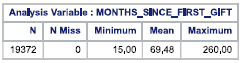 Analysis Variable : MONTHS_SINCE_FIRST_GIFT
N N Miss Minimum Mean Maximum
19372 0 15,00 69,48 260,00